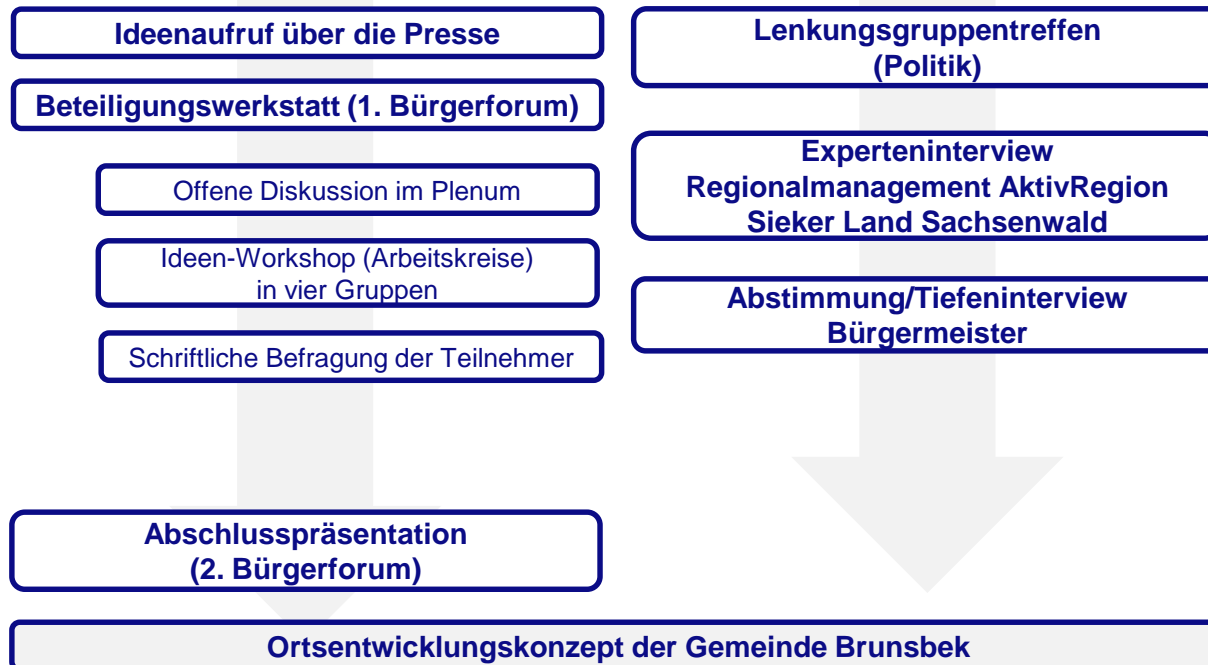 Ideenaufruf über die Presse
Beteiligungswerkstatt (1. Bürgerforum)
Offene Diskussion im Plenum
Ideen-Workshop (Arbeitskreise)
in vier Gruppen
Schriftliche Befragung der Teilnehmer
Abschlusspräsentation
(2. Bürgerforum)
Lenkungsgruppentreffen
(Politik)
Experteninterview
Regionalmanagement AktivRegion
Sieker Land Sachsenwald
Abstimmung/Tiefeninterview
Bürgermeister
Ortsentwicklungskonzept der Gemeinde Brunsbek